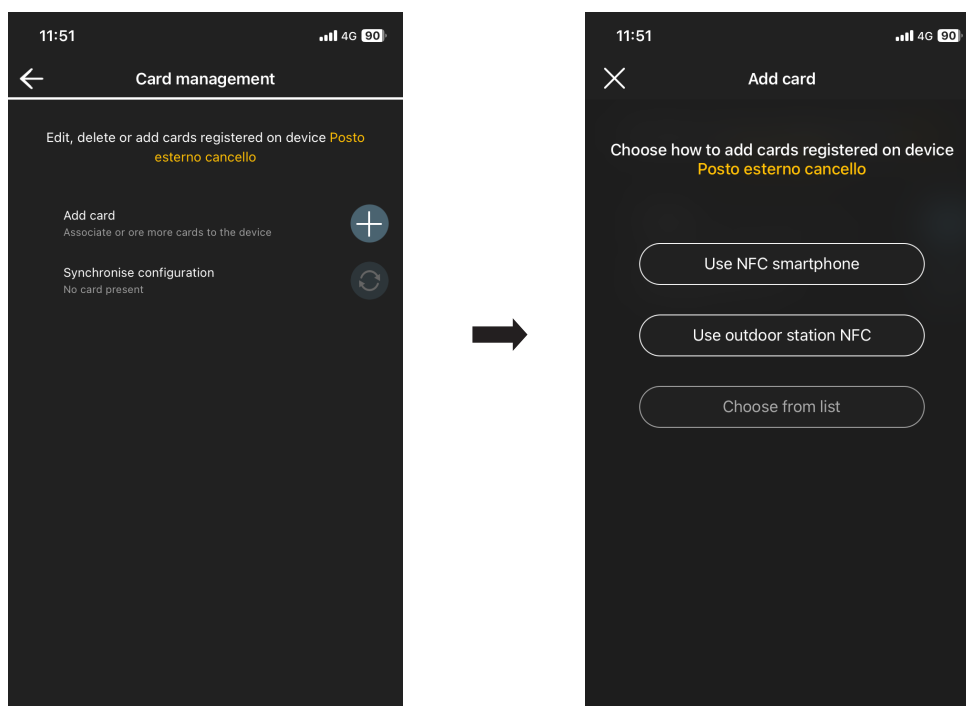 11:51 4G 90
Card management
Edit, delete or add cards registered on device Posto
esterno cancello
Add card
Associate or ore more cards to the device
Synchronise configuration
No card present
11:51 4G 90
Add card
Choose how to add cards registered on device
Posto esterno cancello
Use NFC smartphone
Use outdoor station NFC
Choose from list